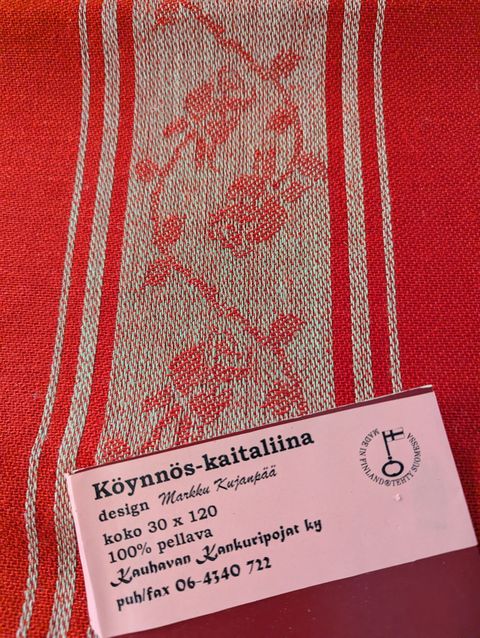 Köynnös-kaitaliina
design Markku Kujanpää
koko 30 x 120
100% pellava
Kauhavan Kankuripojat ky
puh/fax 06-4340 722
MADE IN FINLAND
TEHTY SUOMESSA